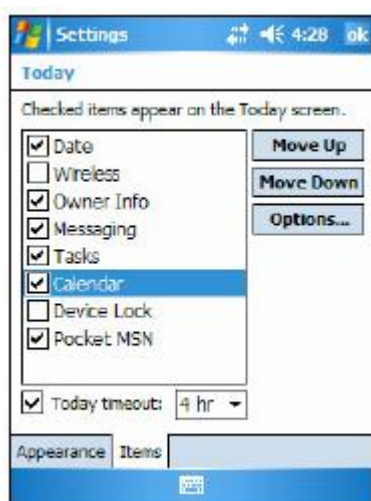 Settings 4:28 ok
Today
Checked items appear on the Today screen.
Date
Wireless
Owner Info
Messaging
Tasks
Calendar
Device Lock
Pocket MSN
Move Up
Move Down
Options...
Today timeout: 4 hr
Appearance Items